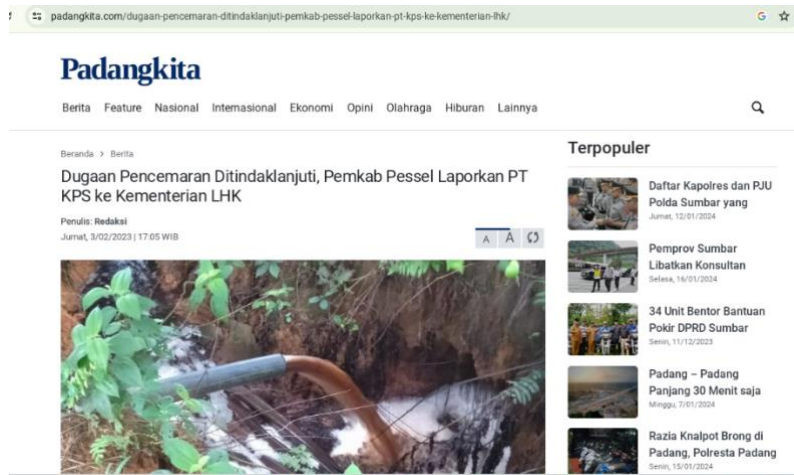 padangkita.com/dugaan-pencemaran-ditindaklanjuti-pemkab-pessel-laporkan-pt-kps-ke-kementerian-lhk/
Padangkita
Berita Feature Nasional Internasional Ekonomi Opini Olahraga Hiburan Lainnya
Beranda > Berita
Dugaan Pencemaran Ditindaklanjuti, Pemkab Pessel Laporkan PT
KPS ke Kementerian LHK
Penulis: Redaksi
Jumat, 3/02/2023 | 17:05 WIB
A A
Terpopuler
Daftar Kapolres dan PJU
Polda Sumbar yang
Jumat, 12/01/2024
Pemprov Sumbar
Libatkan Konsultan
Selasa, 16/01/2024
34 Unit Bentor Bantuan
Pokir DPRD Sumbar
Senin, 11/12/2023
Padang – Padang
Panjang 30 Menit saja
Minggu, 7/01/2024
Razia Knalpot Brong di
Padang, Polresta Padang
Senin, 15/01/2024